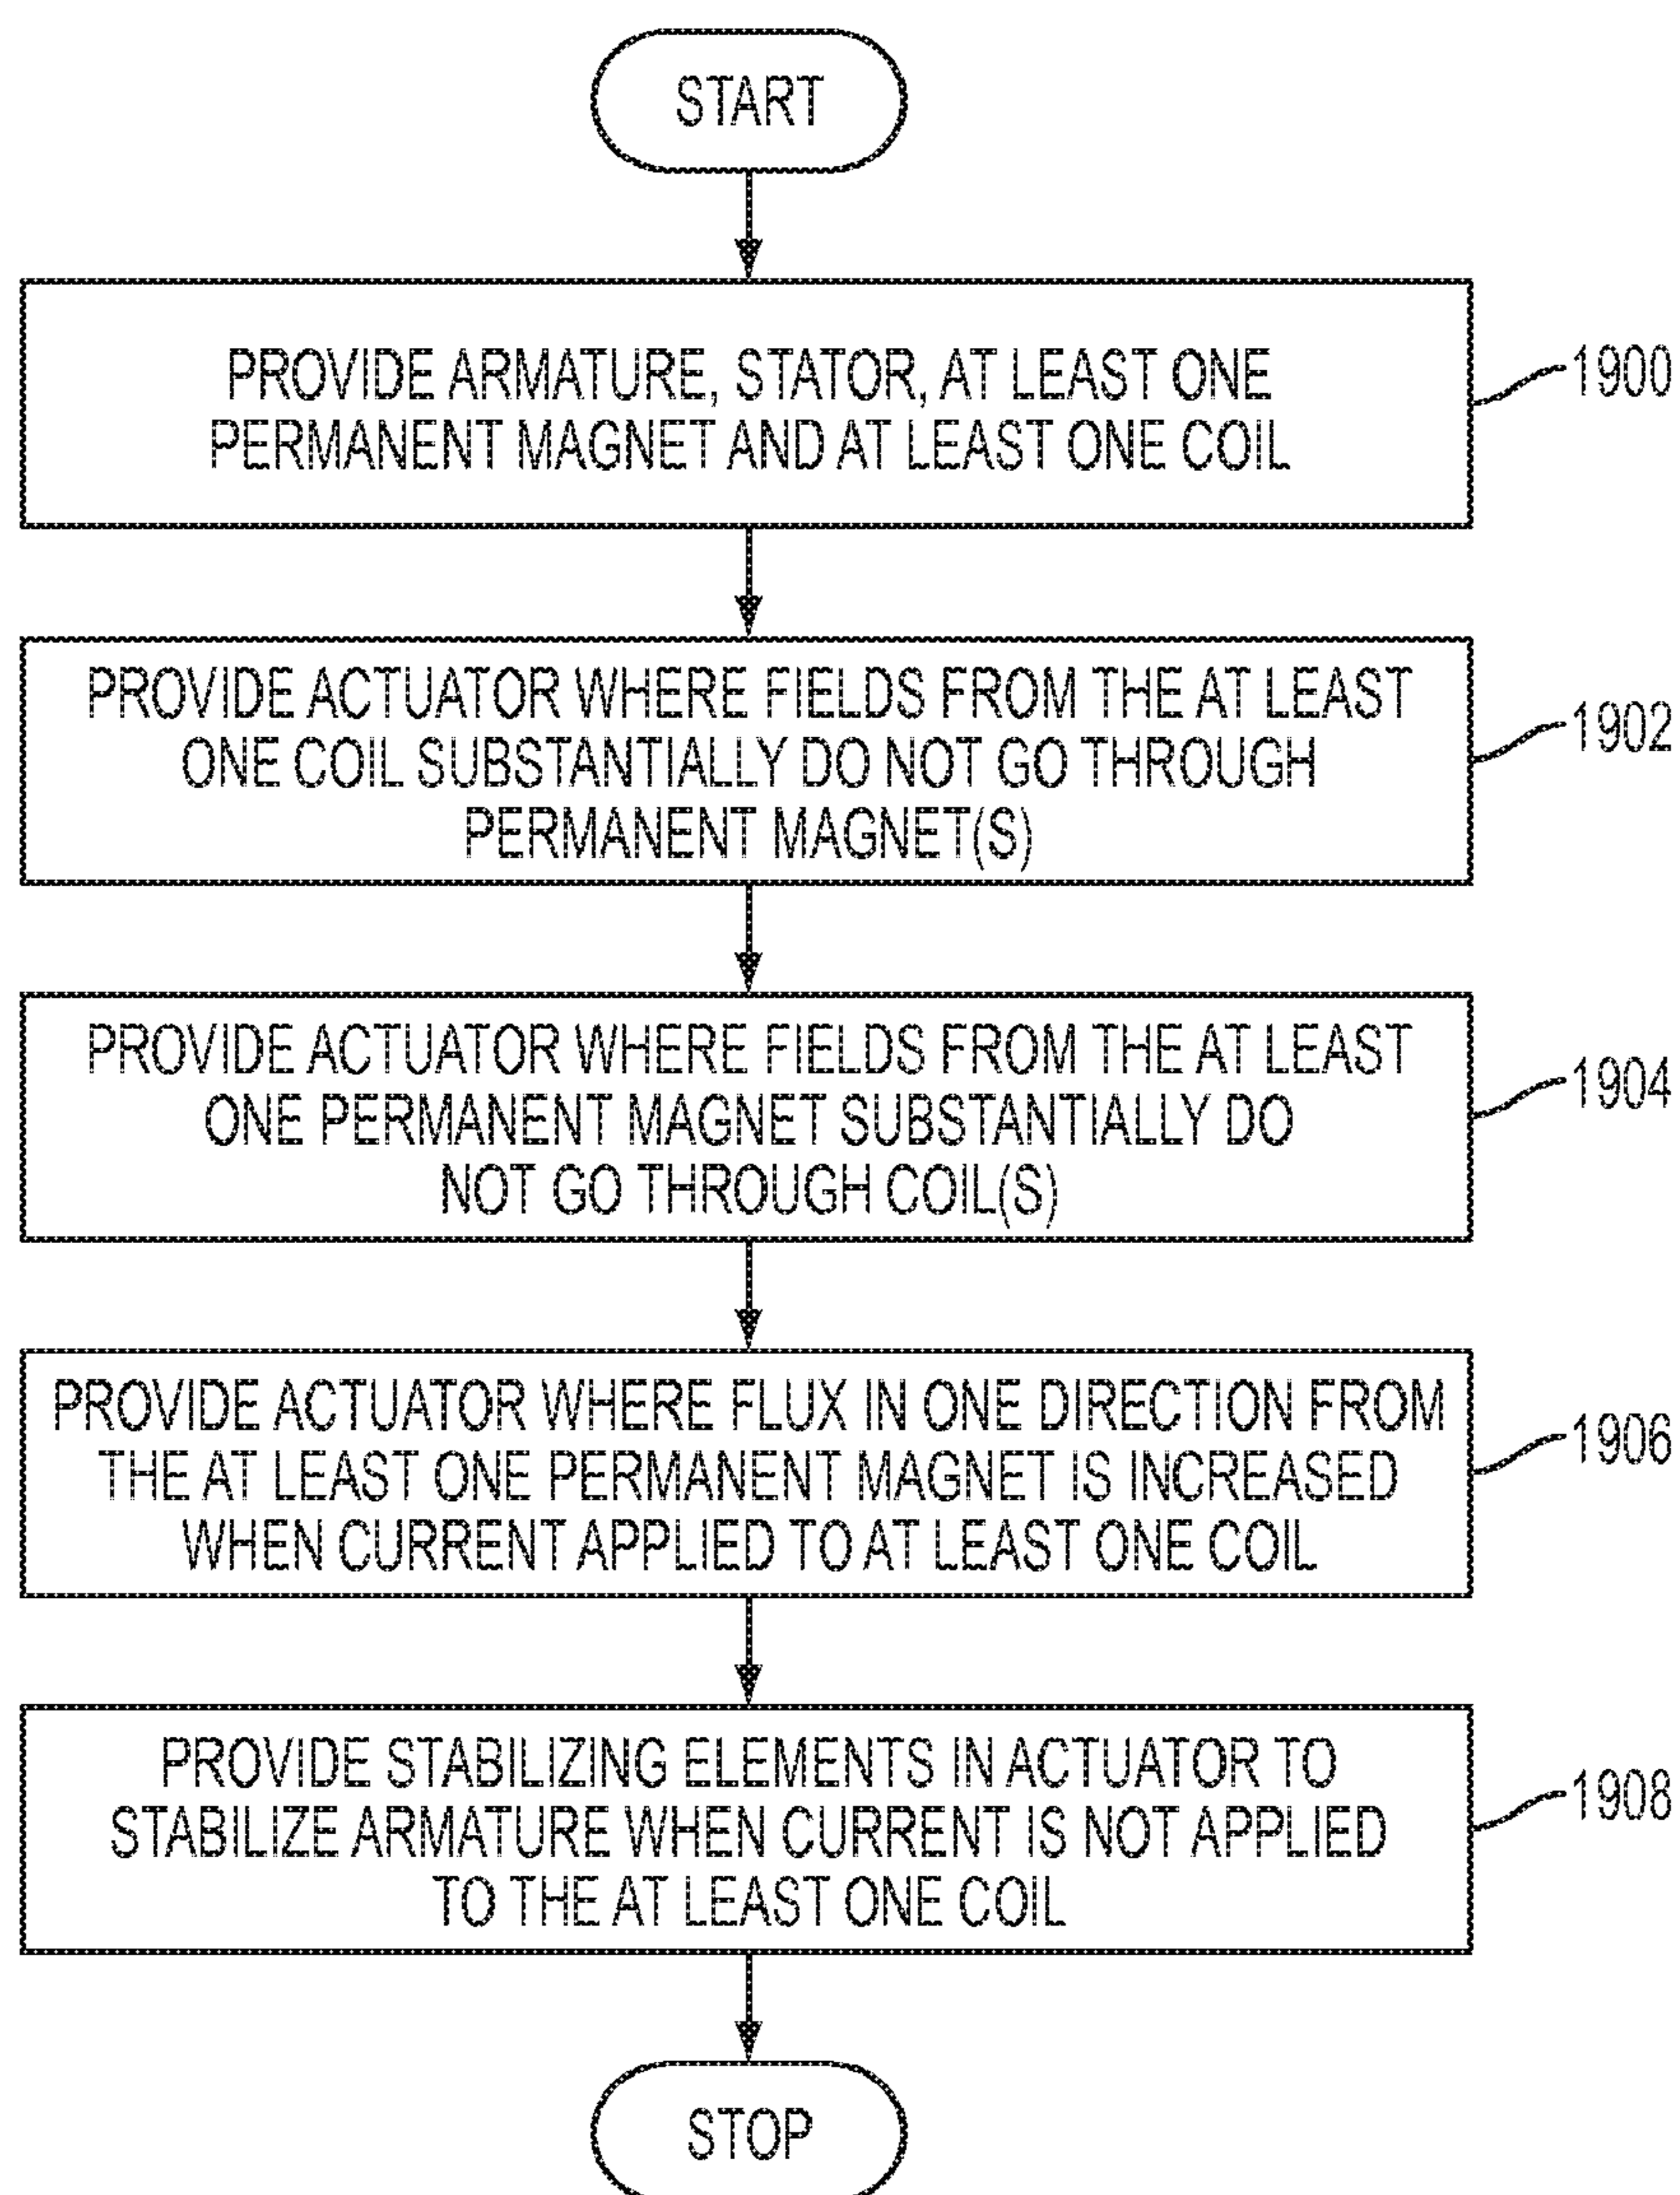 START
PROVIDE ARMATURE, STATOR, AT LEAST ONE
PERMANENT MAGNET AND AT LEAST ONE COIL
1900
PROVIDE ACTUATOR WHERE FIELDS FROM THE AT LEAST
ONE COIL SUBSTANTIALLY DO NOT GO THROUGH
PERMANENT MAGNET(S)
1902
PROVIDE ACTUATOR WHERE FIELDS FROM THE AT LEAST
ONE PERMANENT MAGNET SUBSTANTIALLY DO
NOT GO THROUGH COIL(S)
1904
PROVIDE ACTUATOR WHERE FLUX IN ONE DIRECTION FROM
THE AT LEAST ONE PERMANENT MAGNET IS INCREASED
WHEN CURRENT APPLIED TO AT LEAST ONE COIL
1906
PROVIDE STABILIZING ELEMENTS IN ACTUATOR TO
STABILIZE ARMATURE WHEN CURRENT IS NOT APPLIED
TO THE AT LEAST ONE COIL
1908
STOP